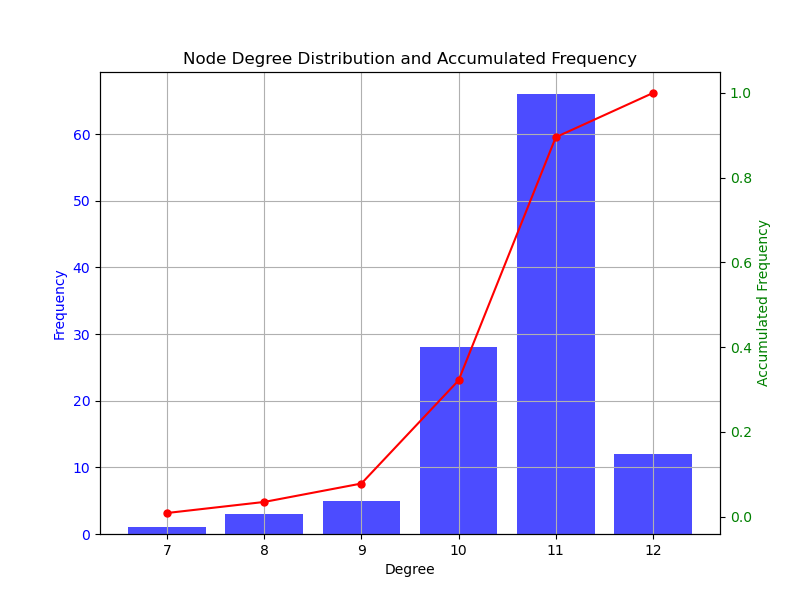 Node Degree Distribution and Accumulated Frequency
60
50
40
30
20
10
0
Frequency
1.0
0.8
0.6
0.4
0.2
0.0
Accumulated Frequency
7 8 9 10 11 12
Degree